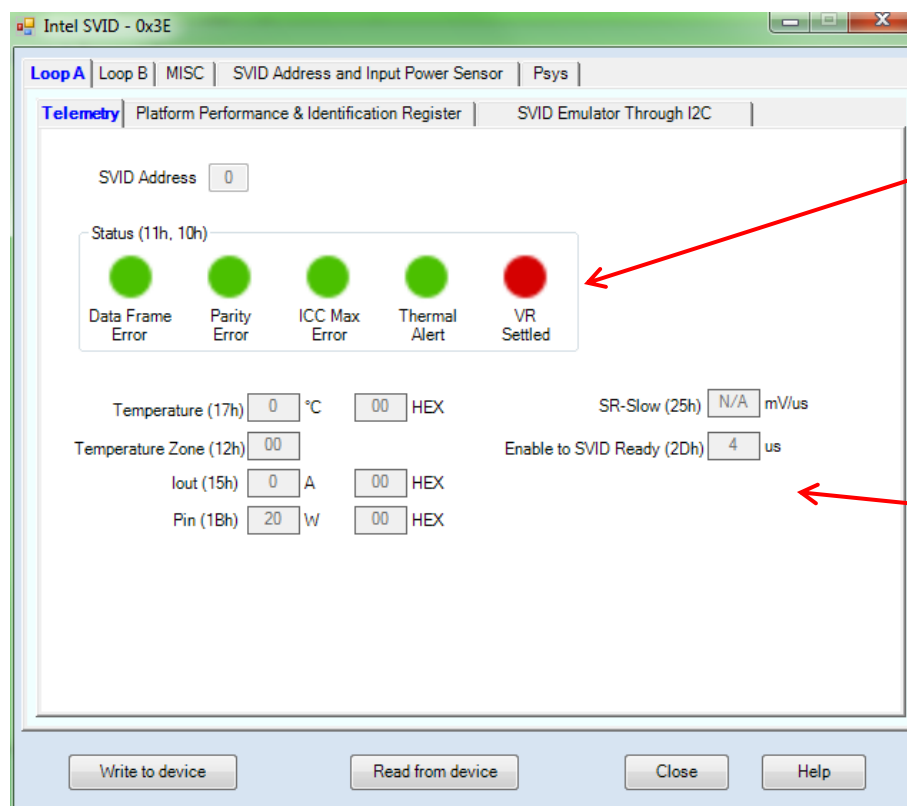 Intel SVID - 0x3E
Loop A Loop B MISC SVID Address and Input Power Sensor Psys
Telemetry Platform Performance & Identification Register SVID Emulator Through I2C
SVID Address 0
Status (11h, 10h)
Data Frame Error Parity Error ICC Max Error Thermal Alert VR Settled
Temperature (17h) 0 °C 00 HEX SR-Slow (25h) N/A mV/us
Temperature Zone (12h) 00 Enable to SVID Ready (2Dh) 4 us
Iout (15h) 0 A 00 HEX
Pin (1Bh) 20 W 00 HEX
Write to device Read from device Close Help